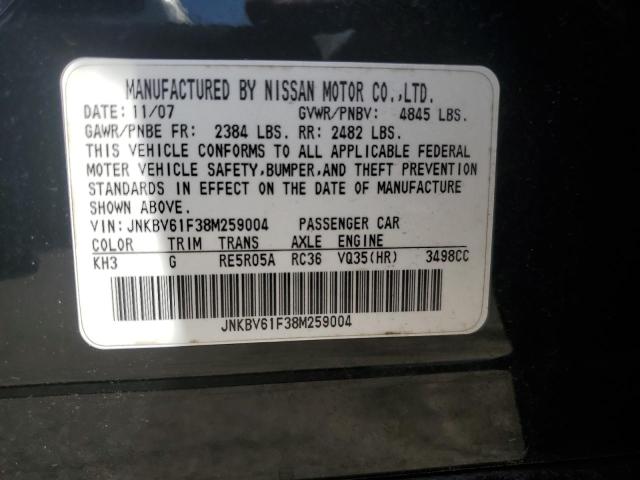 MANUFACTURED BY NISSAN MOTOR CO.,LTD.
DATE: 11/07 GVWR/PNBV: 4845 LBS.
GAWR/PNBE FR: 2384 LBS. RR: 2482 LBS.
THIS VEHICLE CONFORMS TO ALL APPLICABLE FEDERAL
MOTOR VEHICLE SAFETY,BUMPER,AND THEFT PREVENTION
STANDARDS IN EFFECT ON THE DATE OF MANUFACTURE
SHOWN ABOVE.
VIN: JNKBV61F38M259004 PASSENGER CAR
COLOR TRIM TRANS AXLE ENGINE
KH3 G RE5R05A RC36 VQ35(HR) 3498CC
JNKBV61F38M259004